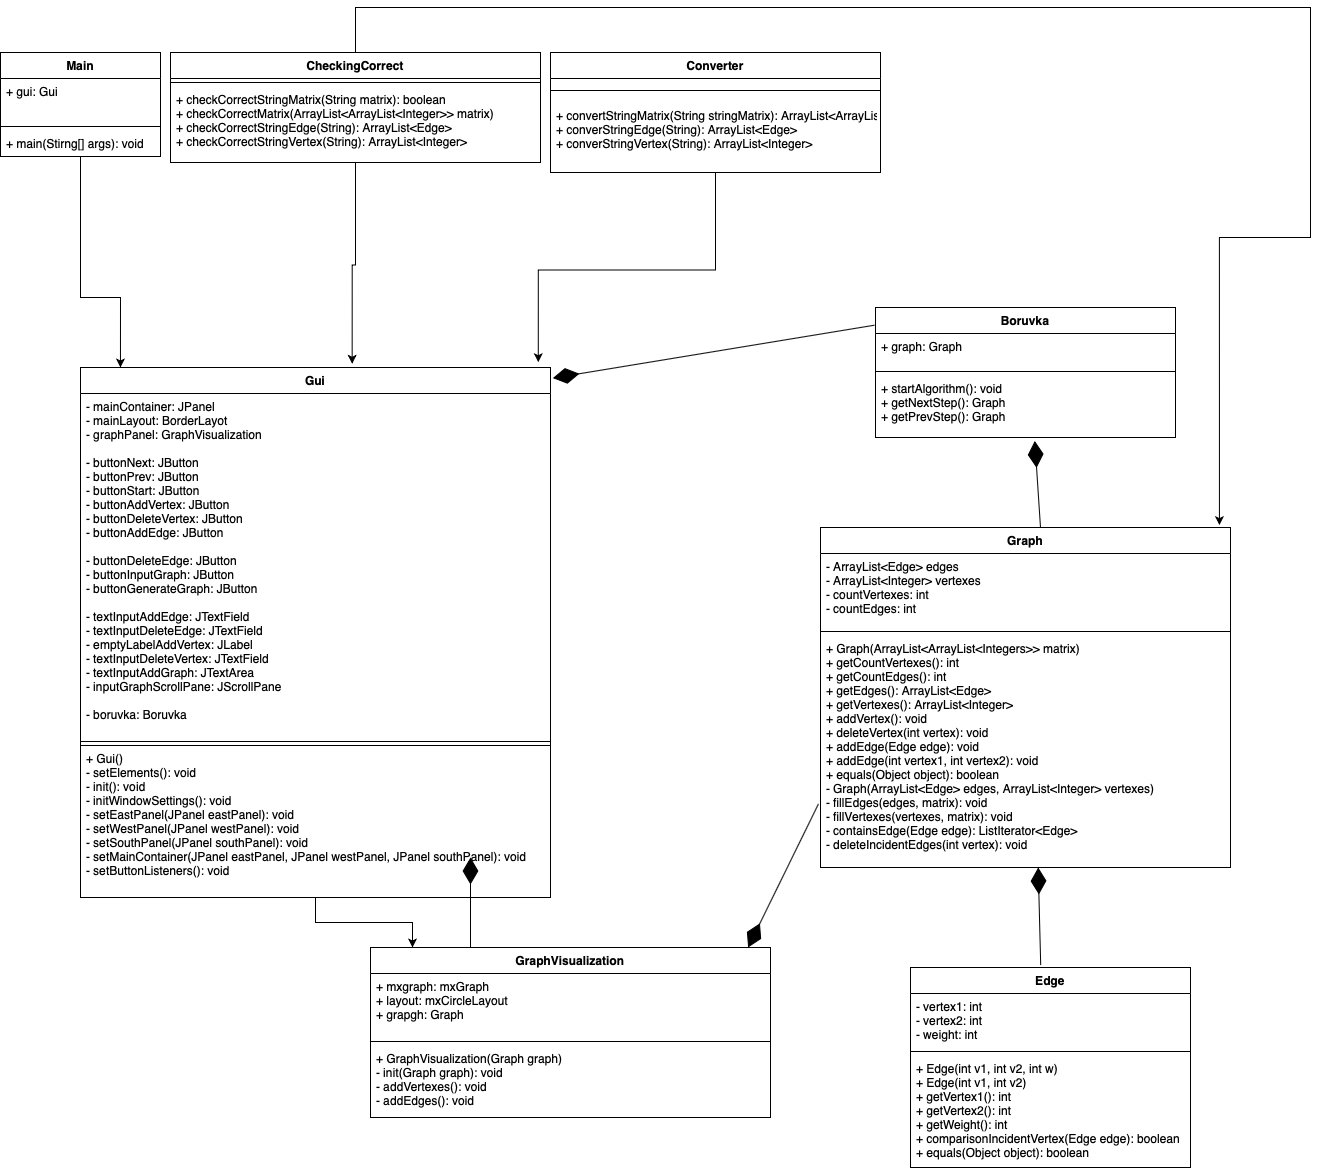 Main
+ gui: Gui
+ main(Stirng[] args): void
CheckingCorrect
+ checkCorrectStringMatrix(String matrix): boolean
+ checkCorrectMatrix(ArrayList<ArrayList<Integer>> matrix)
+ checkCorrectStringEdge(String): ArrayList<Edge>
+ checkCorrectStringVertex(String): ArrayList<Integer>
Converter
+ convertStringMatrix(String stringMatrix): ArrayList<ArrayLis
+ converStringEdge(String): ArrayList<Edge>
+ converStringVertex(String): ArrayList<Integer>
Boruvka
+ graph: Graph
+ startAlgorithm(): void
+ getNextStep(): Graph
+ getPrevStep(): Graph
Gui
- mainContainer: JPanel
- mainLayout: BorderLayot
- graphPanel: GraphVisualization
- buttonNext: JButton
- buttonPrev: JButton
- buttonStart: JButton
- buttonAddVertex: JButton
- buttonDeleteVertex: JButton
- buttonAddEdge: JButton
- buttonDeleteEdge: JButton
- buttonInputGraph: JButton
- buttonGenerateGraph: JButton
- textInputAddEdge: JTextField
- textInputDeleteEdge: JTextField
- emptyLabelAddVertex: JLabel
- textInputDeleteVertex: JTextField
- textInputAddGraph: JTextArea
- inputGraphScrollPane: JScrollPane
- boruvka: Boruvka
+ Gui()
- setElements(): void
- init(): void
- initWindowSettings(): void
- setEastPanel(JPanel eastPanel): void
- setWestPanel(JPanel westPanel): void
- setSouthPanel(JPanel southPanel): void
- setMainContainer(JPanel eastPanel, JPanel westPanel, JPanel southPanel): void
- setButtonListeners(): void
Graph
- ArrayList<Edge> edges
- ArrayList<Integer> vertexes
- countVertexes: int
- countEdges: int
+ Graph(ArrayList<ArrayList<Integers>> matrix)
+ getCountVertexes(): int
+ getCountEdges(): int
+ getEdges(): ArrayList<Edge>
+ getVertexes(): ArrayList<Integer>
+ addVertex(): void
+ deleteVertex(int vertex): void
+ addEdge(Edge edge): void
+ addEdge(int vertex1, int vertex2): void
+ equals(Object object): boolean
- Graph(ArrayList<Edge> edges, ArrayList<Integer> vertexes)
- fillEdges(edges, matrix): void
- fillVertexes(vertexes, matrix): void
- containsEdge(Edge edge): ListIterator<Edge>
- deleteIncidentEdges(int vertex): void
GraphVisualization
+ mxgraph: mxGraph
+ layout: mxCircleLayout
+ grapgh: Graph
+ GraphVisualization(Graph graph)
- init(Graph graph): void
- addVertexes(): void
- addEdges(): void
Edge
- vertex1: int
- vertex2: int
- weight: int
+ Edge(int v1, int v2, int w)
+ Edge(int v1, int v2)
+ getVertex1(): int
+ getVertex2(): int
+ getWeight(): int
+ comparisonIncidentVertex(Edge edge): boolean
+ equals(Object object): boolean